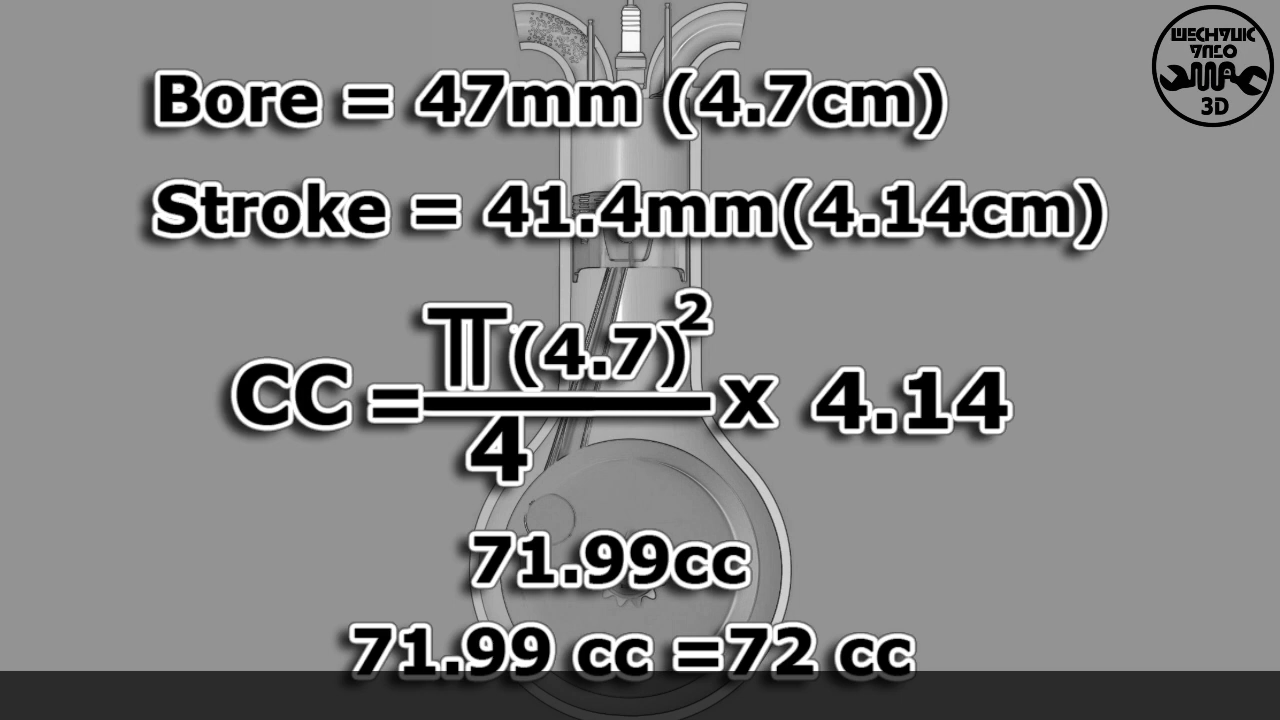 Bore = 47mm (4.7cm)
Stroke = 41.4mm(4.14cm)
CC = π(4.7)²/4 x 4.14
71.99cc
71.99 cc =72 cc
3D